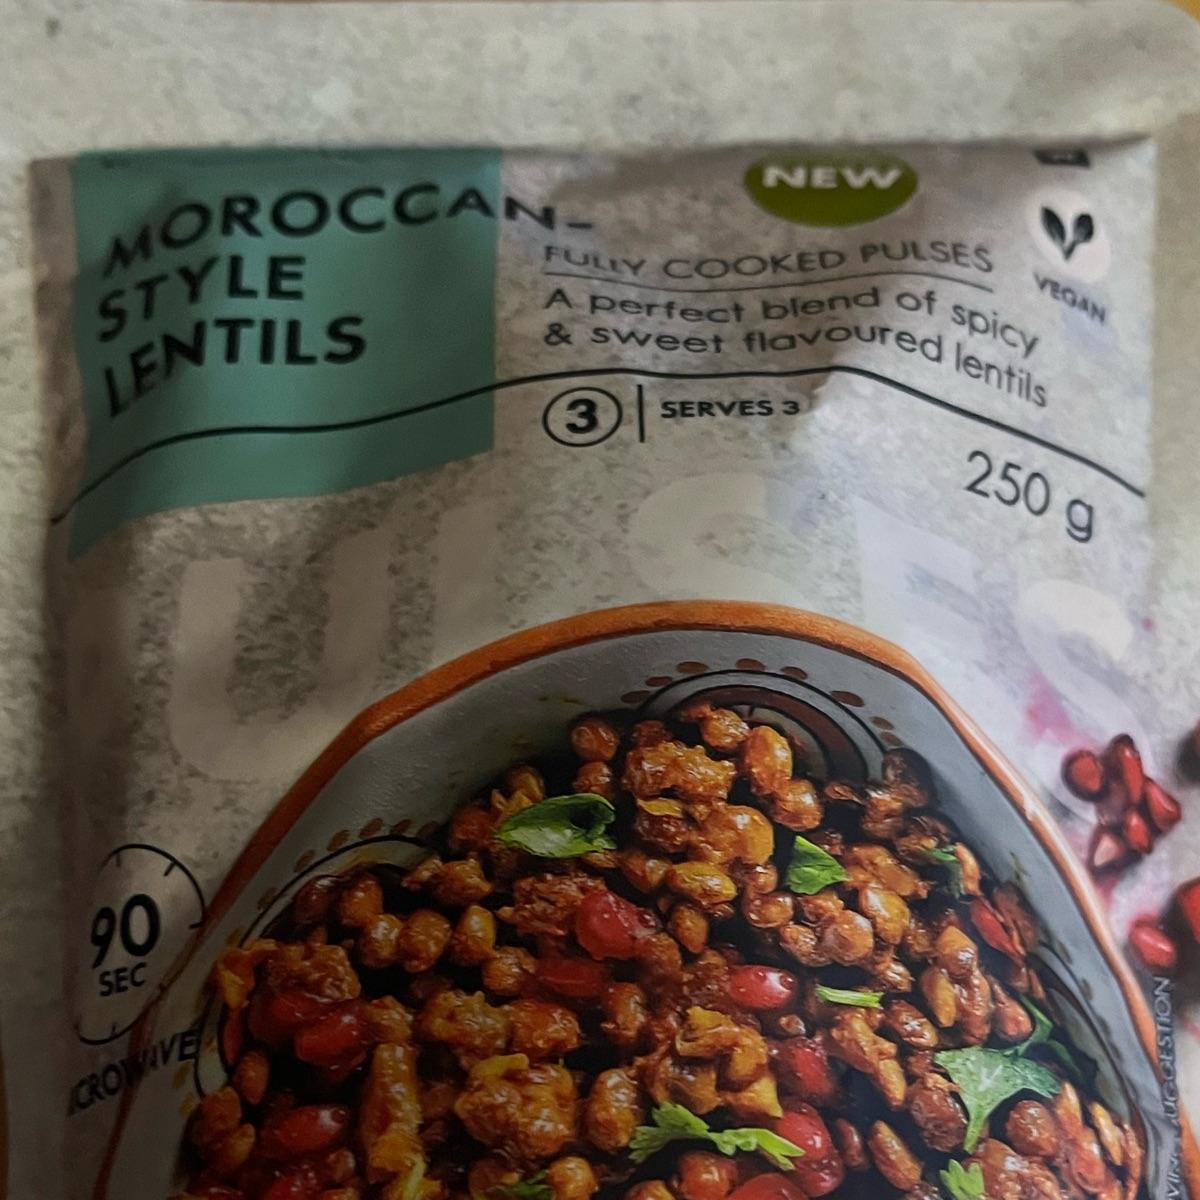 NEW
MOROCCAN-
STYLE
LENTILS
FULLY COOKED PULSES
A perfect blend of spicy
& sweet flavoured lentils
VEGAN
3
SERVES 3
250 g
90
SEC